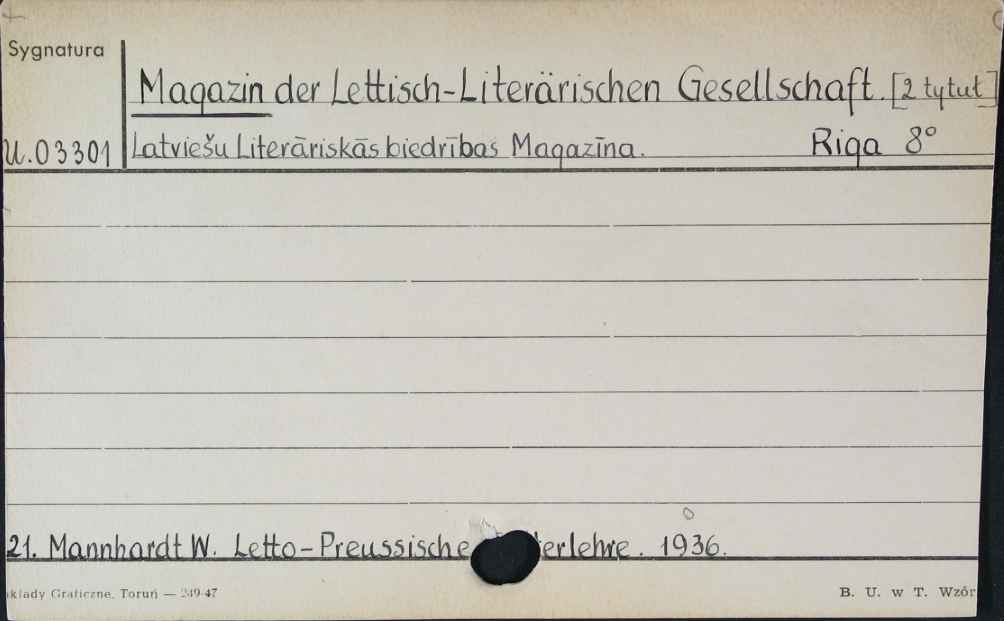 Sygnatura
Magazin der Lettisch-Literärischen Gesellschaft. [2 tytuł]
U.03301 Latviešu Literāriskās biedrības Magazīna. Riga 8°
21. Mannhardt W. Letto-Preussische erlehre. 1936.
kłady Graficzne, Toruń — 249-47
B. U. w T. Wzór